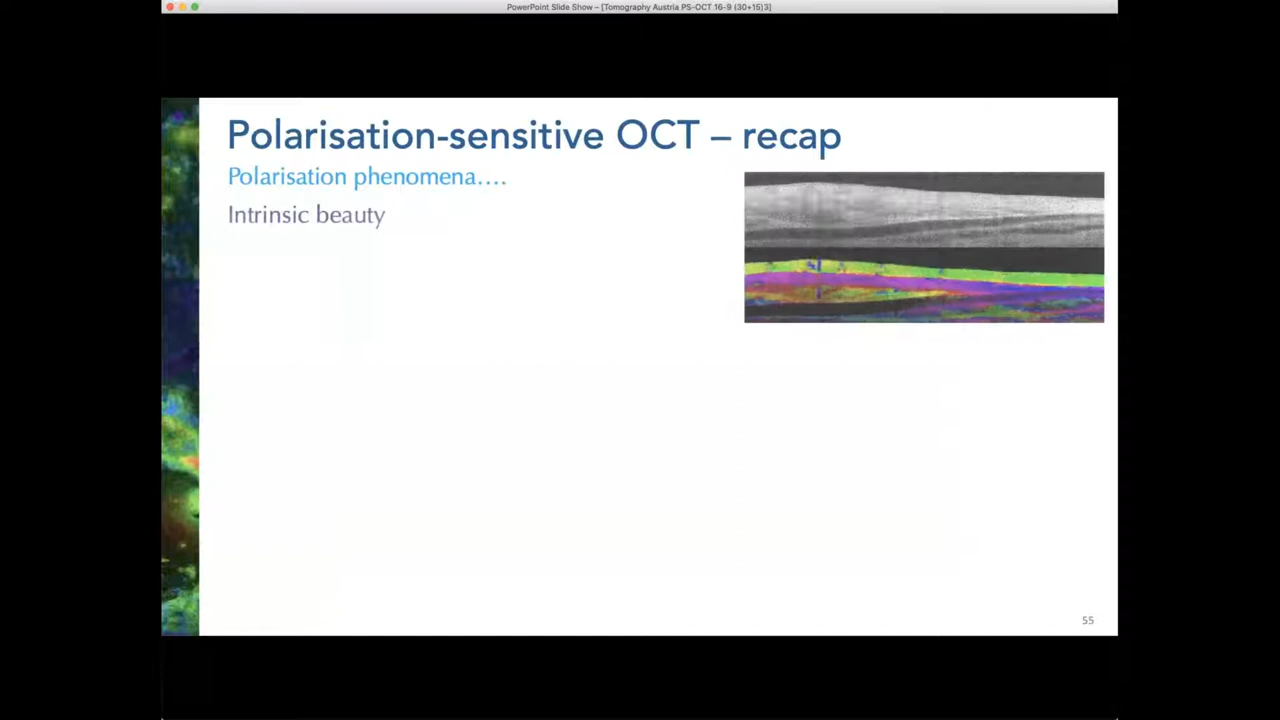 PowerPoint Slide Show – [Tomography Austria PS-OCT 16-9 (30+15)3]
Polarisation-sensitive OCT – recap
Polarisation phenomena….
Intrinsic beauty
55